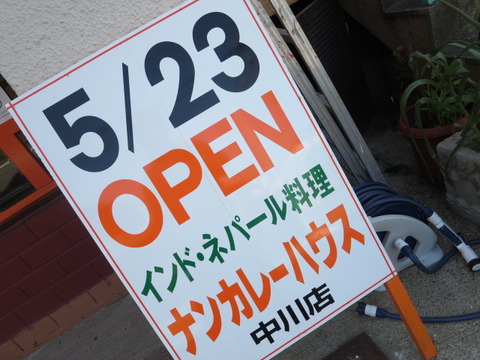 5/23
OPEN
インド・ネパール料理
ナンカレーハウス
中川店